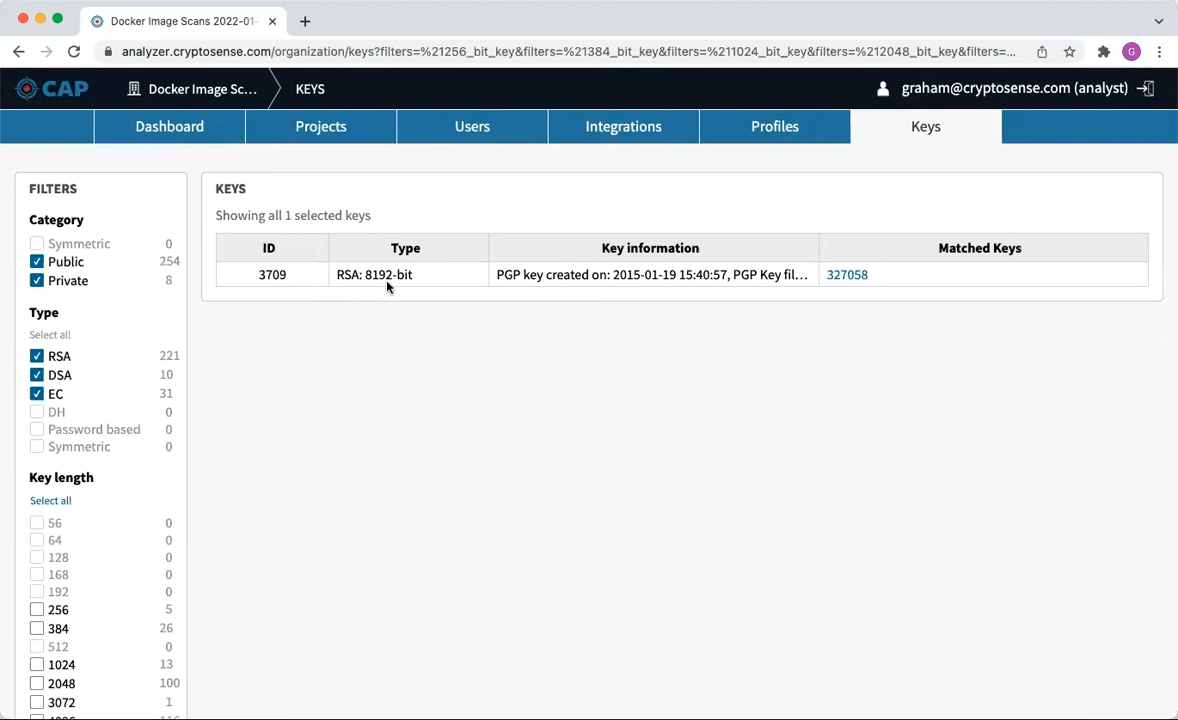 Docker Image Scans 2022-01-
analyzer.cryptosense.com/organization/keys?filters=%21256_bit_key&filters=%21384_bit_key&filters=%211024_bit_key&filters=%212048_bit_key&filters=...
G
CAP
Docker Image Sc...
KEYS
graham@cryptosense.com (analyst)
Dashboard
Projects
Users
Integrations
Profiles
Keys
FILTERS
Category
Symmetric 0
Public 254
Private 8
Type
Select all
RSA 221
DSA 10
EC 31
DH 0
Password based 0
Symmetric 0
Key length
Select all
56 0
64 0
128 0
168 0
192 0
256 5
384 26
512 0
1024 13
2048 100
3072 1
KEYS
Showing all 1 selected keys
ID Type Key information Matched Keys
3709 RSA: 8192-bit PGP key created on: 2015-01-19 15:40:57, PGP Key fil... 327058